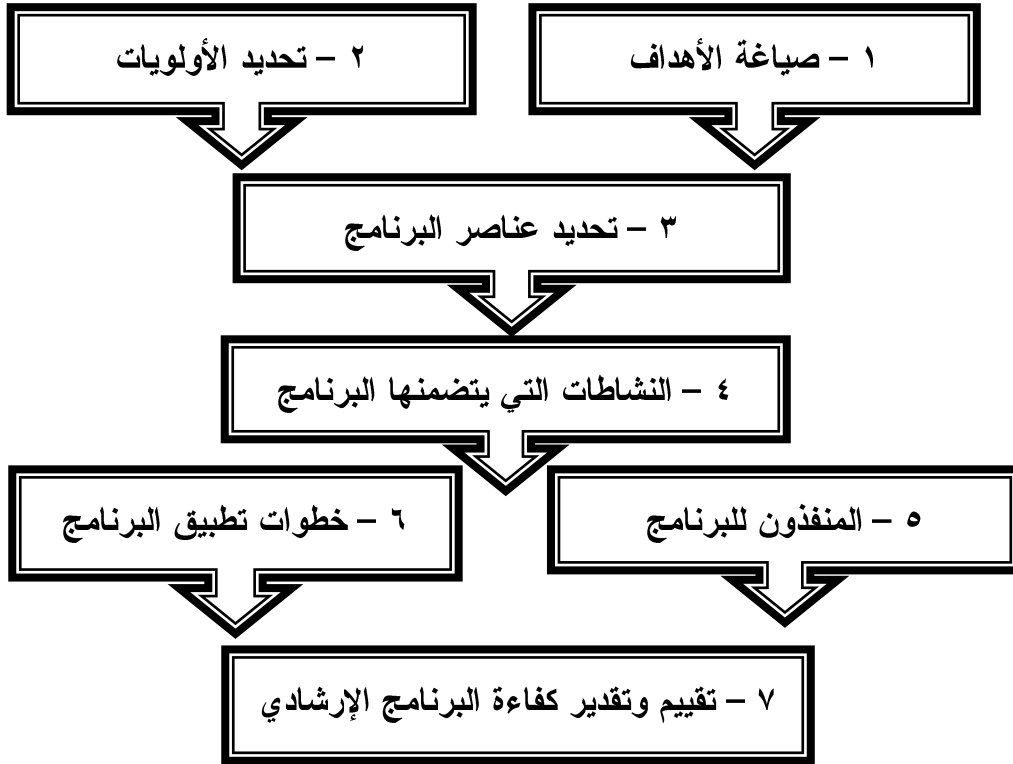 ١ – صياغة الأهداف
٢ – تحديد الأولويات
٣ – تحديد عناصر البرنامج
٤ – النشاطات التي يتضمنها البرنامج
٥ – المنفذون للبرنامج
٦ – خطوات تطبيق البرنامج
٧ – تقييم وتقدير كفاءة البرنامج الإرشادي